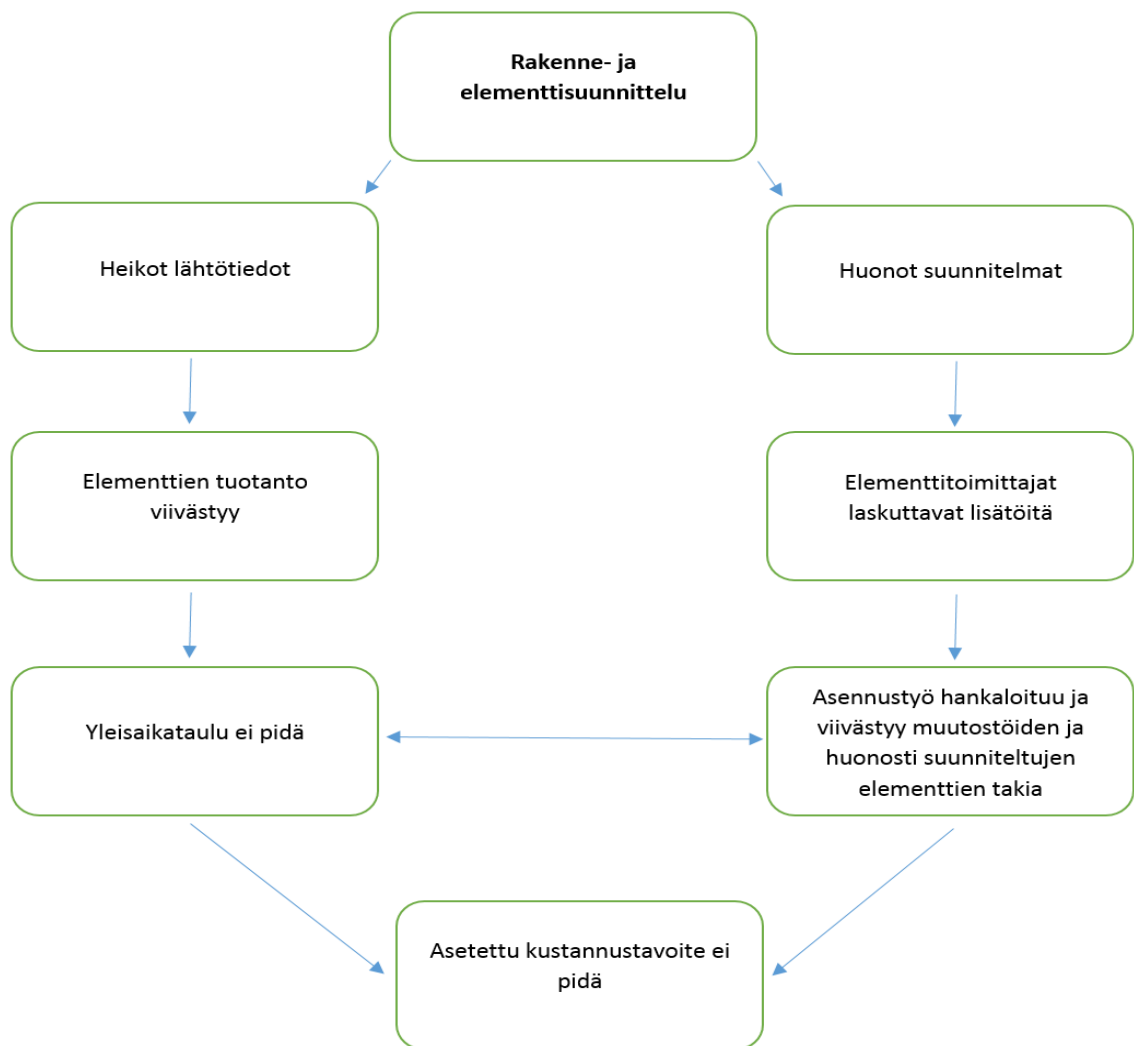 Rakenne- ja
elementtisuunnittelu
Heikot lähtötiedot
Huonot suunnitelmat
Elementtien tuotanto
viivästyy
Elementtitoimittajat
laskuttavat lisätöitä
Yleisaikataulu ei pidä
Asennustyö hankaloituu ja
viivästyy muutostöiden ja
huonosti suunniteltujen
elementtien takia
Asetettu kustannustavoite ei
pidä